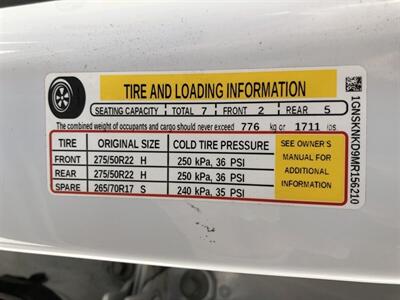 TIRE AND LOADING INFORMATION
SEATING CAPACITY TOTAL 7 FRONT 2 REAR 5
The combined weight of occupants and cargo should never exceed 776 kg or 1711 lbs
TIRE ORIGINAL SIZE COLD TIRE PRESSURE
FRONT 275/50R22 H 250 kPa, 36 PSI
REAR 275/50R22 H 250 kPa, 36 PSI
SPARE 265/70R17 S 240 kPa, 35 PSI
SEE OWNER'S
MANUAL FOR
ADDITIONAL
INFORMATION
1GNSKNKD9MR156210